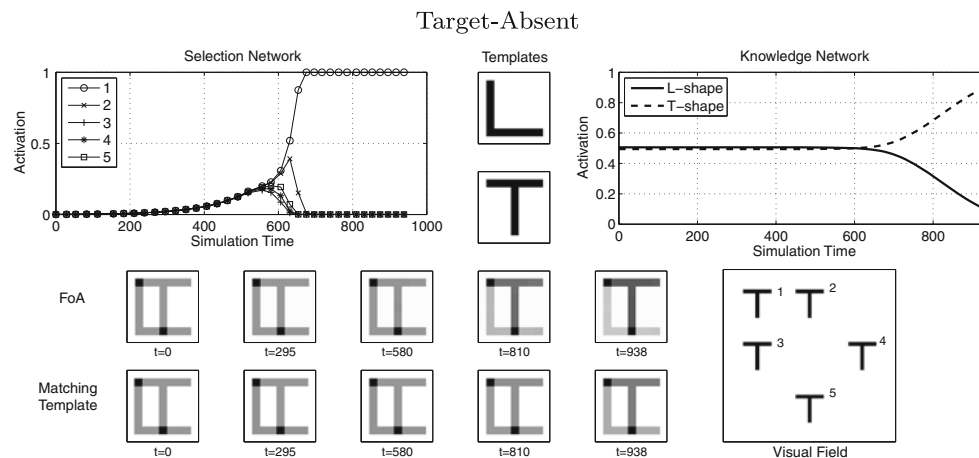 Target-Absent
Selection Network
1
0.5
0
0 200 400 600 800 1000
Activation
Simulation Time
1
2
3
4
5
Templates
L
T
Knowledge Network
1
0.8
0.6
0.4
0.2
0
0 200 400 600 800
Activation
Simulation Time
L-shape
T-shape
FoA
t=0 t=295 t=580 t=810 t=938
Matching
Template
t=0 t=295 t=580 t=810 t=938
T 1 T 2
T 3 T 4
T 5
Visual Field